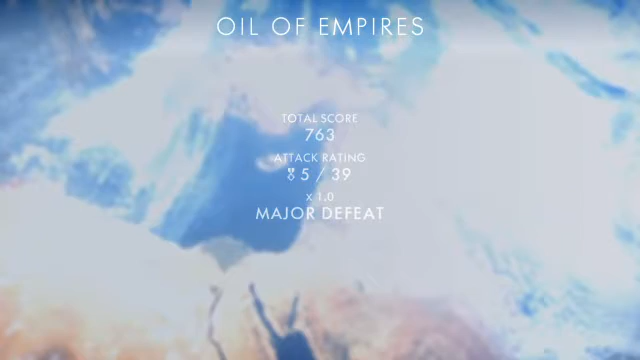 OIL OF EMPIRES
TOTAL SCORE
763
ATTACK RATING
5 / 39
X 1.0
MAJOR DEFEAT